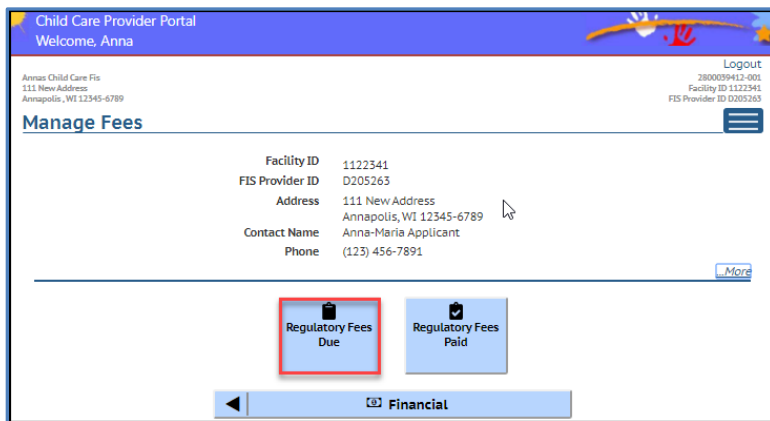 Child Care Provider Portal
Welcome, Anna
Logout
Annas Child Care Fis
111 New Address
Annapolis , WI 12345-6789
2800039412-001
Facility ID 1122341
FIS Provider ID D205263
Manage Fees
Facility ID 1122341
FIS Provider ID D205263
Address 111 New Address
Annapolis, WI 12345-6789
Contact Name Anna-Maria Applicant
Phone (123) 456-7891
...More
Regulatory Fees
Due
Regulatory Fees
Paid
Financial